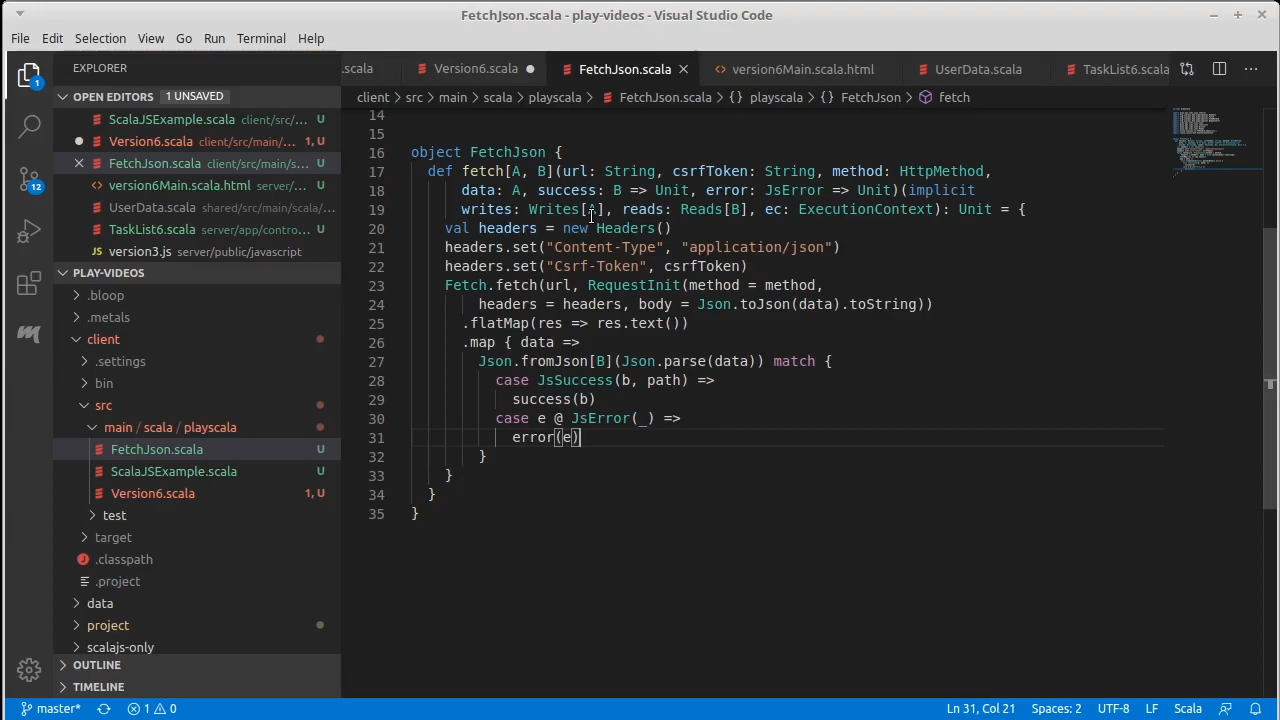 FetchJson.scala - play-videos - Visual Studio Code
File Edit Selection View Go Run Terminal Help
EXPLORER
.scala Version6.scala FetchJson.scala version6Main.scala.html UserData.scala TaskList6.scala
OPEN EDITORS 1 UNSAVED
client > src > main > scala > playscala > FetchJson.scala > {} playscala > {} FetchJson > fetch
ScalaJSExample.scala client/src/... U
Version6.scala client/src/main/... 1, U
FetchJson.scala client/src/main/s... U
version6Main.scala.html server/... U
UserData.scala shared/src/main/scala/...
TaskList6.scala server/app/contro... U
JS version3.js server/public/javascript
PLAY-VIDEOS
.bloop
.metals
client
.settings
bin
src
main / scala / playscala
FetchJson.scala U
ScalaJSExample.scala U
Version6.scala 1, U
test
target
.classpath
.project
data
project
scalajs-only
OUTLINE
TIMELINE
1
12
14
15
16 object FetchJson {
17 def fetch[A, B](url: String, csrfToken: String, method: HttpMethod,
18 data: A, success: B => Unit, error: JsError => Unit)(implicit
19 writes: Writes[A], reads: Reads[B], ec: ExecutionContext): Unit = {
20 val headers = new Headers()
21 headers.set("Content-Type", "application/json")
22 headers.set("Csrf-Token", csrfToken)
23 Fetch.fetch(url, RequestInit(method = method,
24 headers = headers, body = Json.toJson(data).toString))
25 .flatMap(res => res.text())
26 .map { data =>
27 Json.fromJson[B](Json.parse(data)) match {
28 case JsSuccess(b, path) =>
29 success(b)
30 case e @ JsError(_) =>
31 error(e)
32 }
33 }
34 }
35 }
master* 1 0 Ln 31, Col 21 Spaces: 2 UTF-8 LF Scala